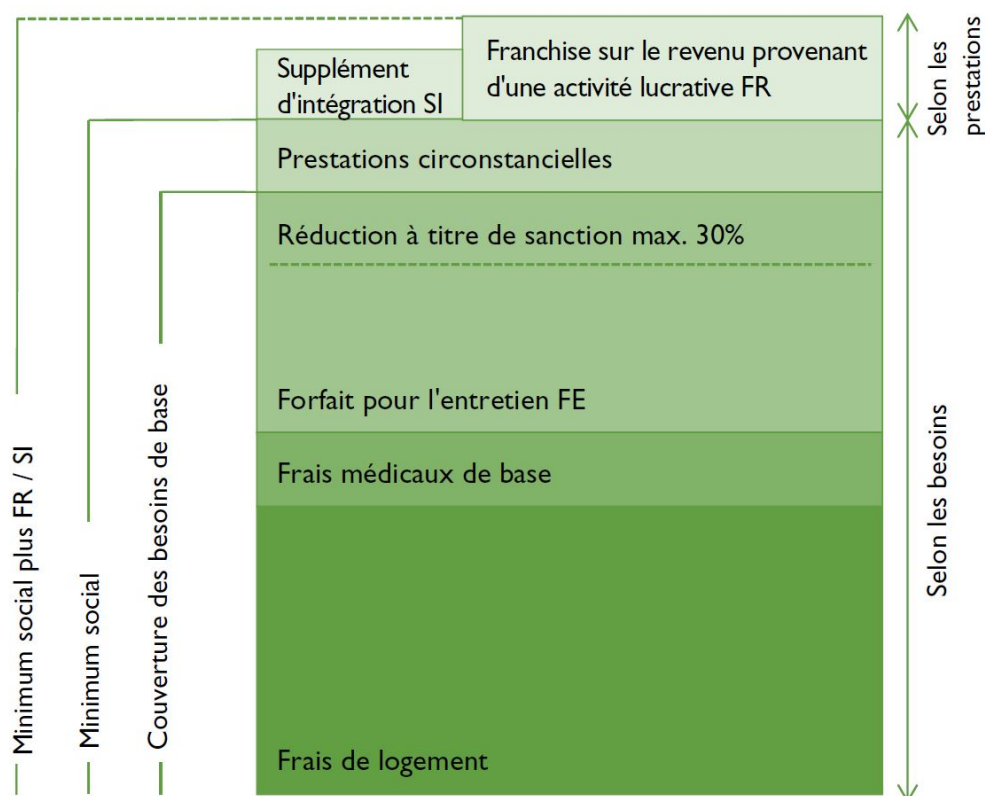 Supplément
d'intégration SI
Franchise sur le revenu provenant
d'une activité lucrative FR
Prestations circonstancielles
Réduction à titre de sanction max. 30%
Forfait pour l'entretien FE
Frais médicaux de base
Frais de logement
Minimum social plus FR / SI
Minimum social
Couverture des besoins de base
Selon les
prestations
Selon les besoins